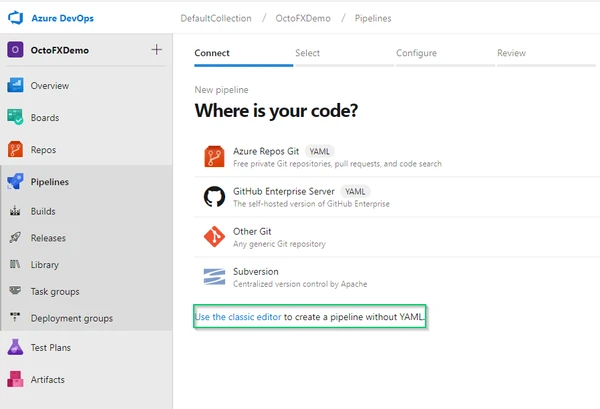 Azure DevOps
DefaultCollection / OctoFXDemo / Pipelines
O OctoFXDemo +
Overview
Boards
Repos
Pipelines
Builds
Releases
Library
Task groups
Deployment groups
Test Plans
Artifacts
Connect Select Configure Review
New pipeline
Where is your code?
Azure Repos Git YAML
Free private Git repositories, pull requests, and code search
GitHub Enterprise Server YAML
The self-hosted version of GitHub Enterprise
Other Git
Any generic Git repository
Subversion
Centralized version control by Apache
Use the classic editor to create a pipeline without YAML.